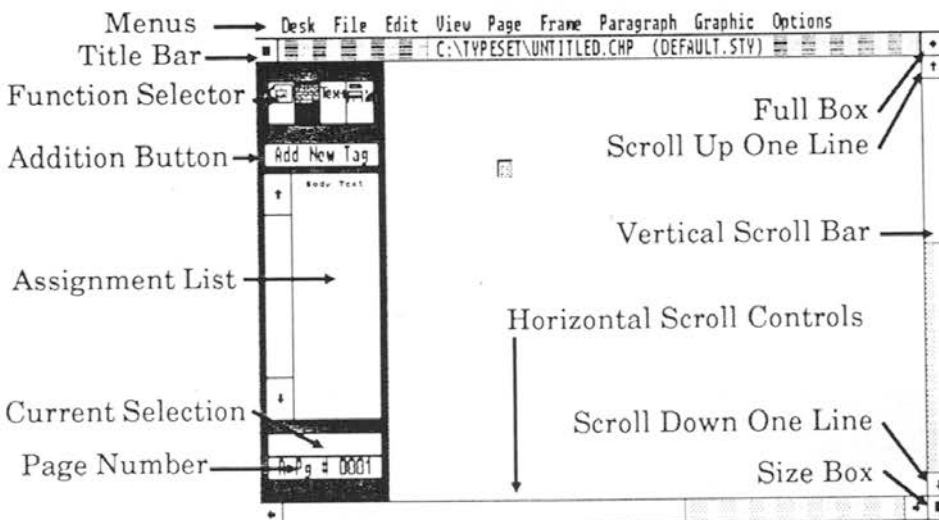 Menus
Desk File Edit View Page Frame Paragraph Graphic Options
Title Bar
C:\TYPESET\UNTITLED.CHP (DEFAULT.STY)
Function Selector
Text
Full Box
Scroll Up One Line
Addition Button
Add New Tag
Body Text
Vertical Scroll Bar
Assignment List
Horizontal Scroll Controls
Current Selection
Scroll Down One Line
Page Number
Pg # 0001
Size Box